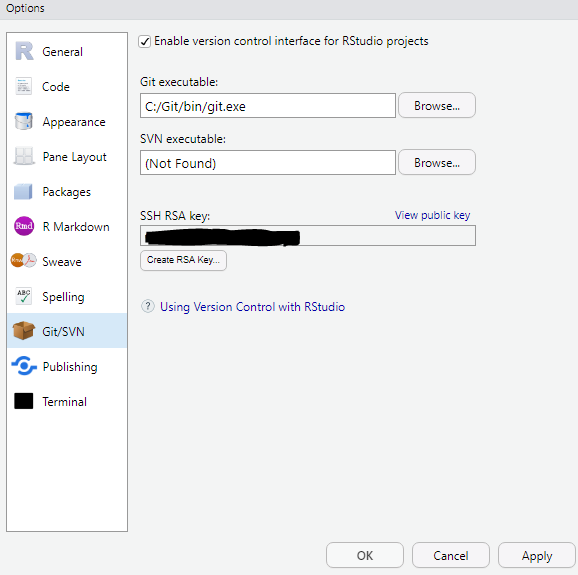 Options
General
Code
Appearance
Pane Layout
Packages
Rmd R Markdown
Sweave
ABC Spelling
Git/SVN
Publishing
Terminal
Enable version control interface for RStudio projects
Git executable:
C:/Git/bin/git.exe Browse...
SVN executable:
(Not Found) Browse...
SSH RSA key: View public key
Create RSA Key...
? Using Version Control with RStudio
OK Cancel Apply